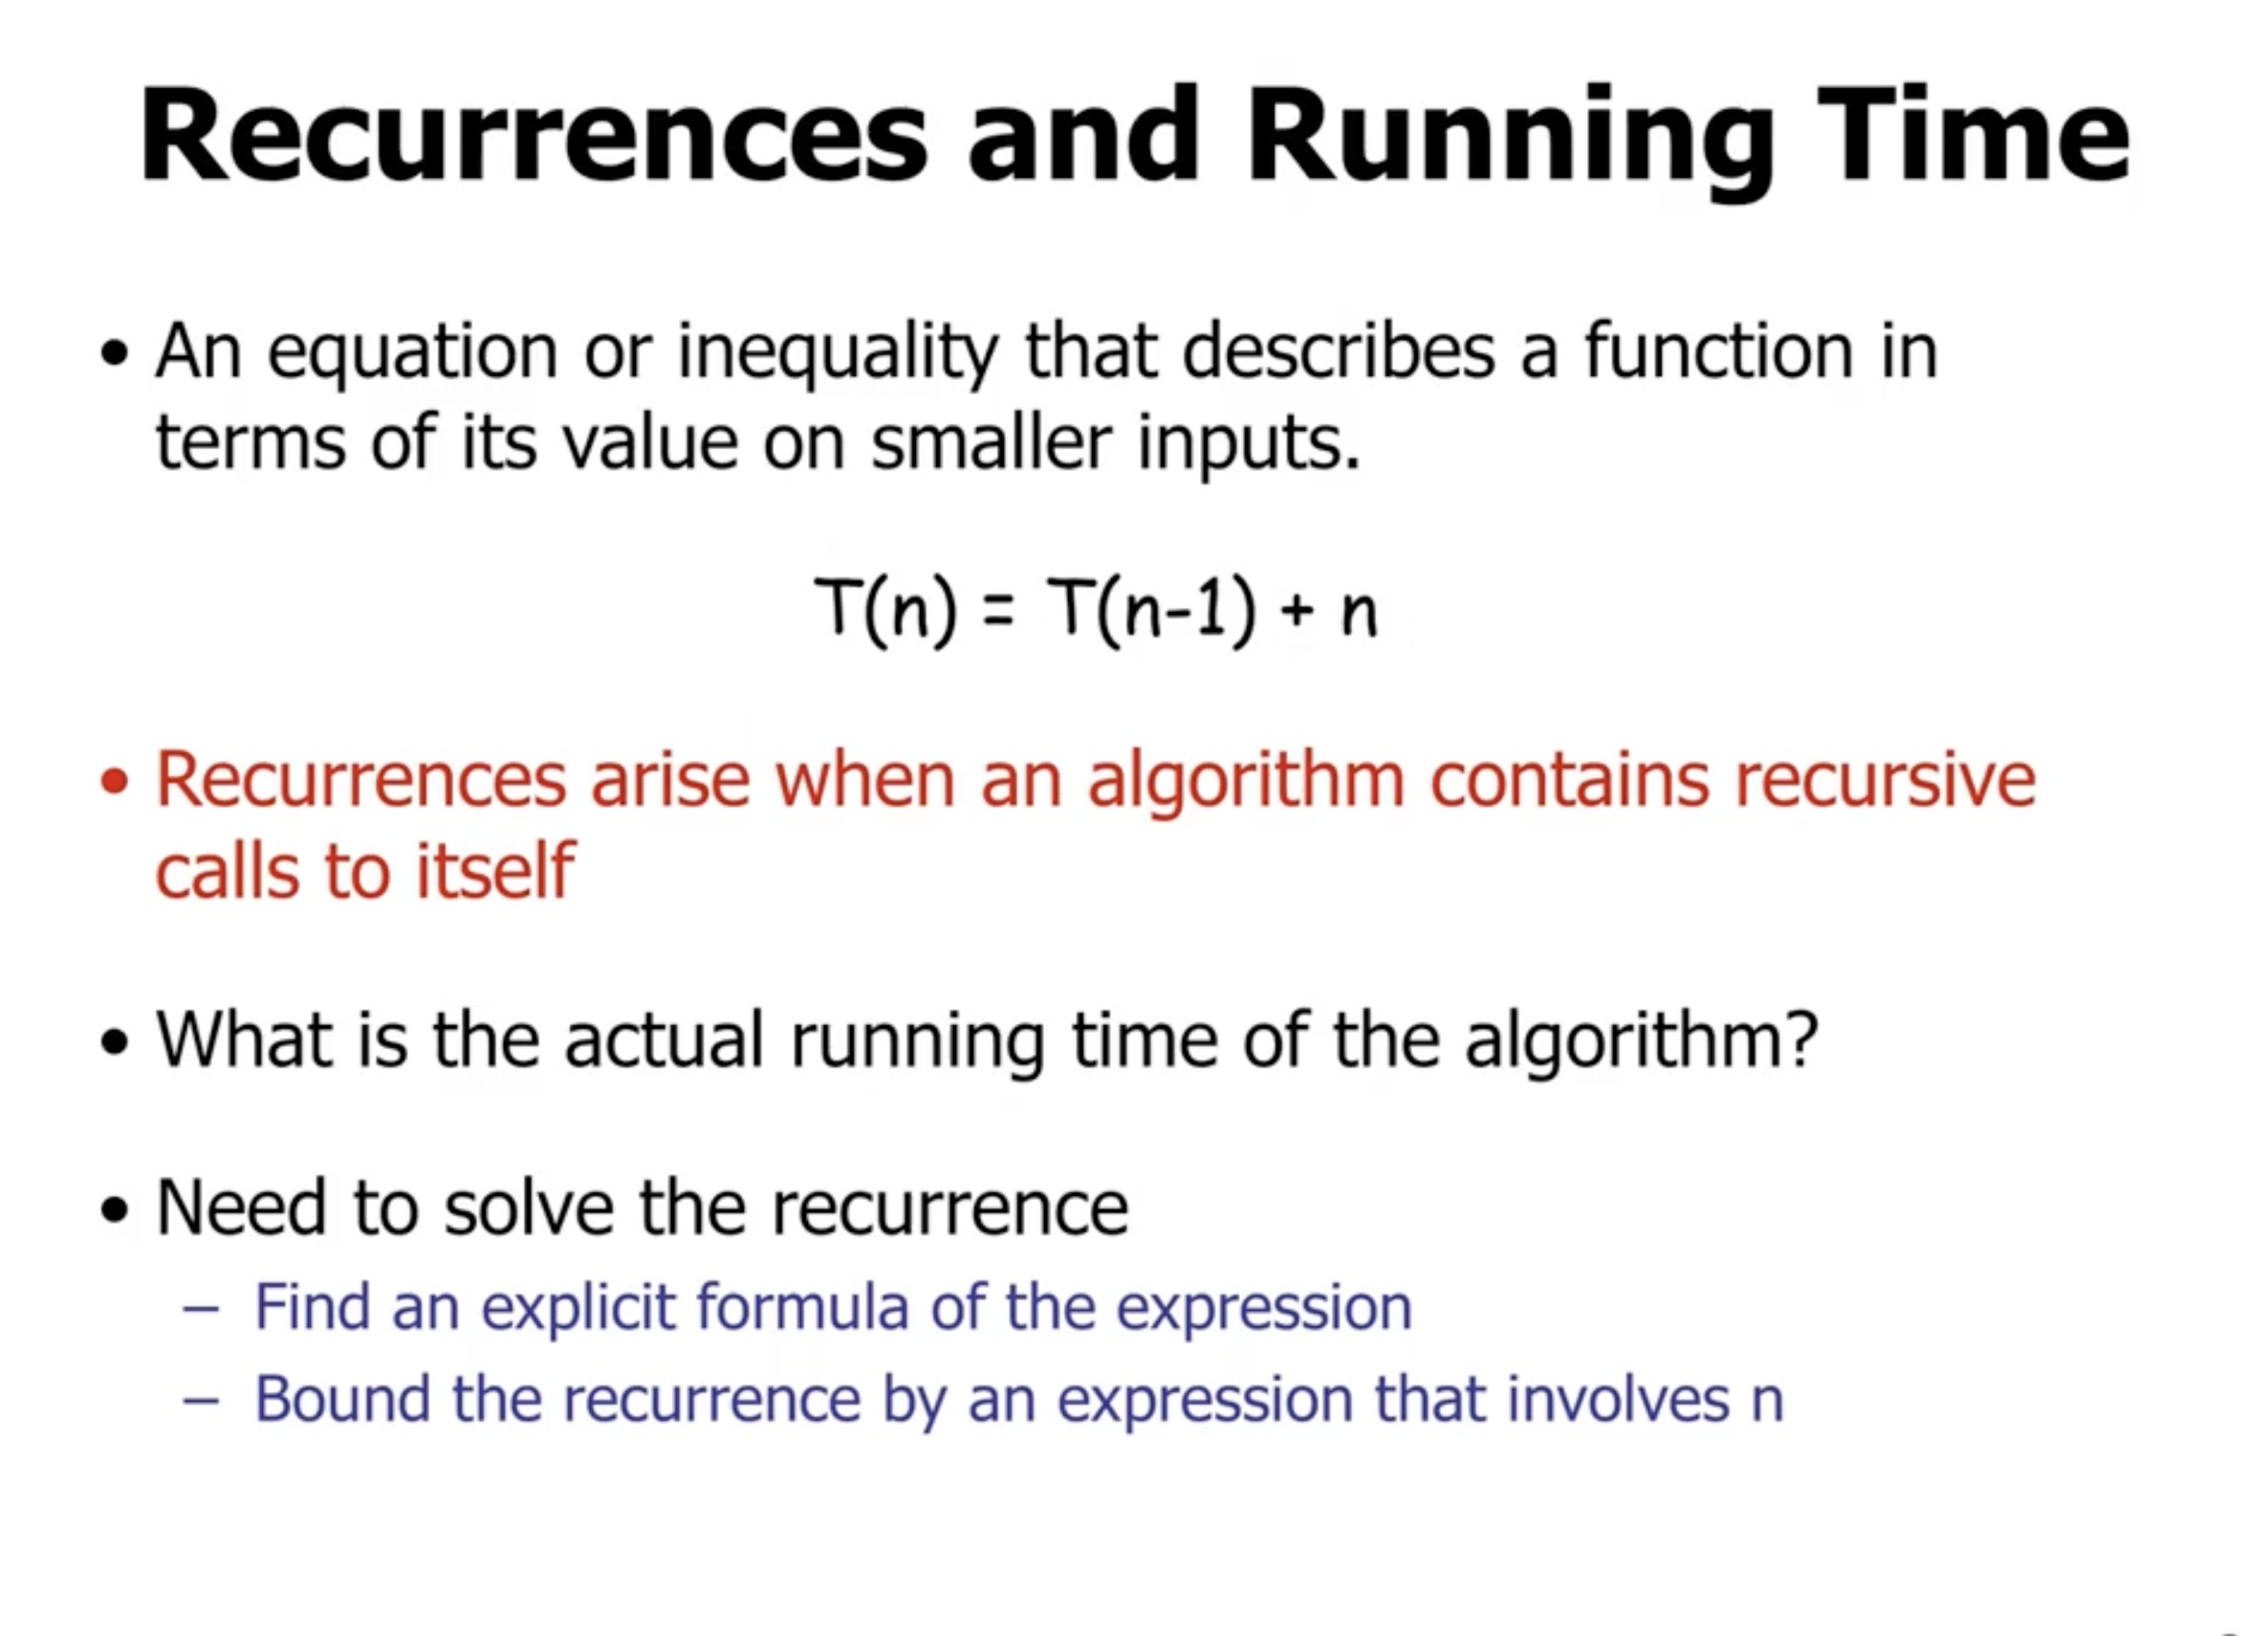 Recurrences and Running Time
• An equation or inequality that describes a function in
terms of its value on smaller inputs.
T(n) = T(n-1) + n
• Recurrences arise when an algorithm contains recursive
calls to itself
• What is the actual running time of the algorithm?
• Need to solve the recurrence
– Find an explicit formula of the expression
– Bound the recurrence by an expression that involves n